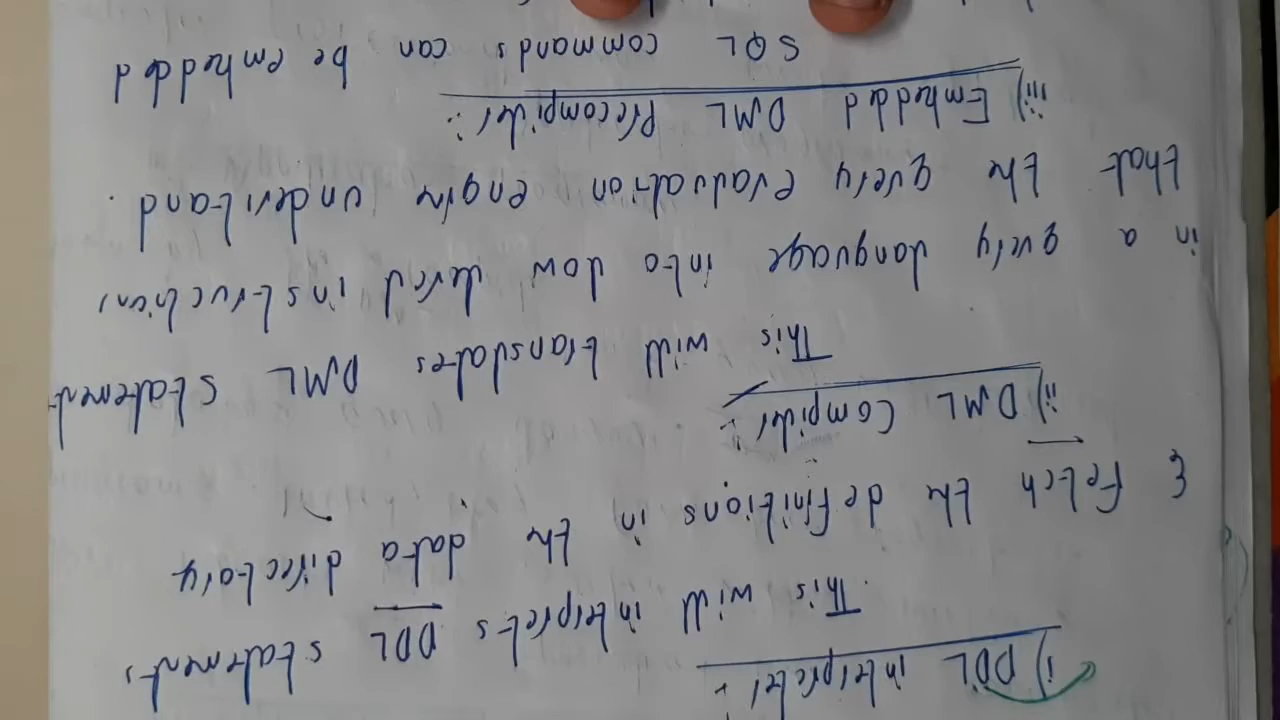 i) DDL interpreter :-
This will interprets DDL statements
& Fetch the definitions in the data directory
ii) DML Compiler :-
This will translates DML statement
in a query language into low level instructions
that the query evaluation engine understand.
iii) Embedded DML Precompiler :-
SQL commands can be embedded